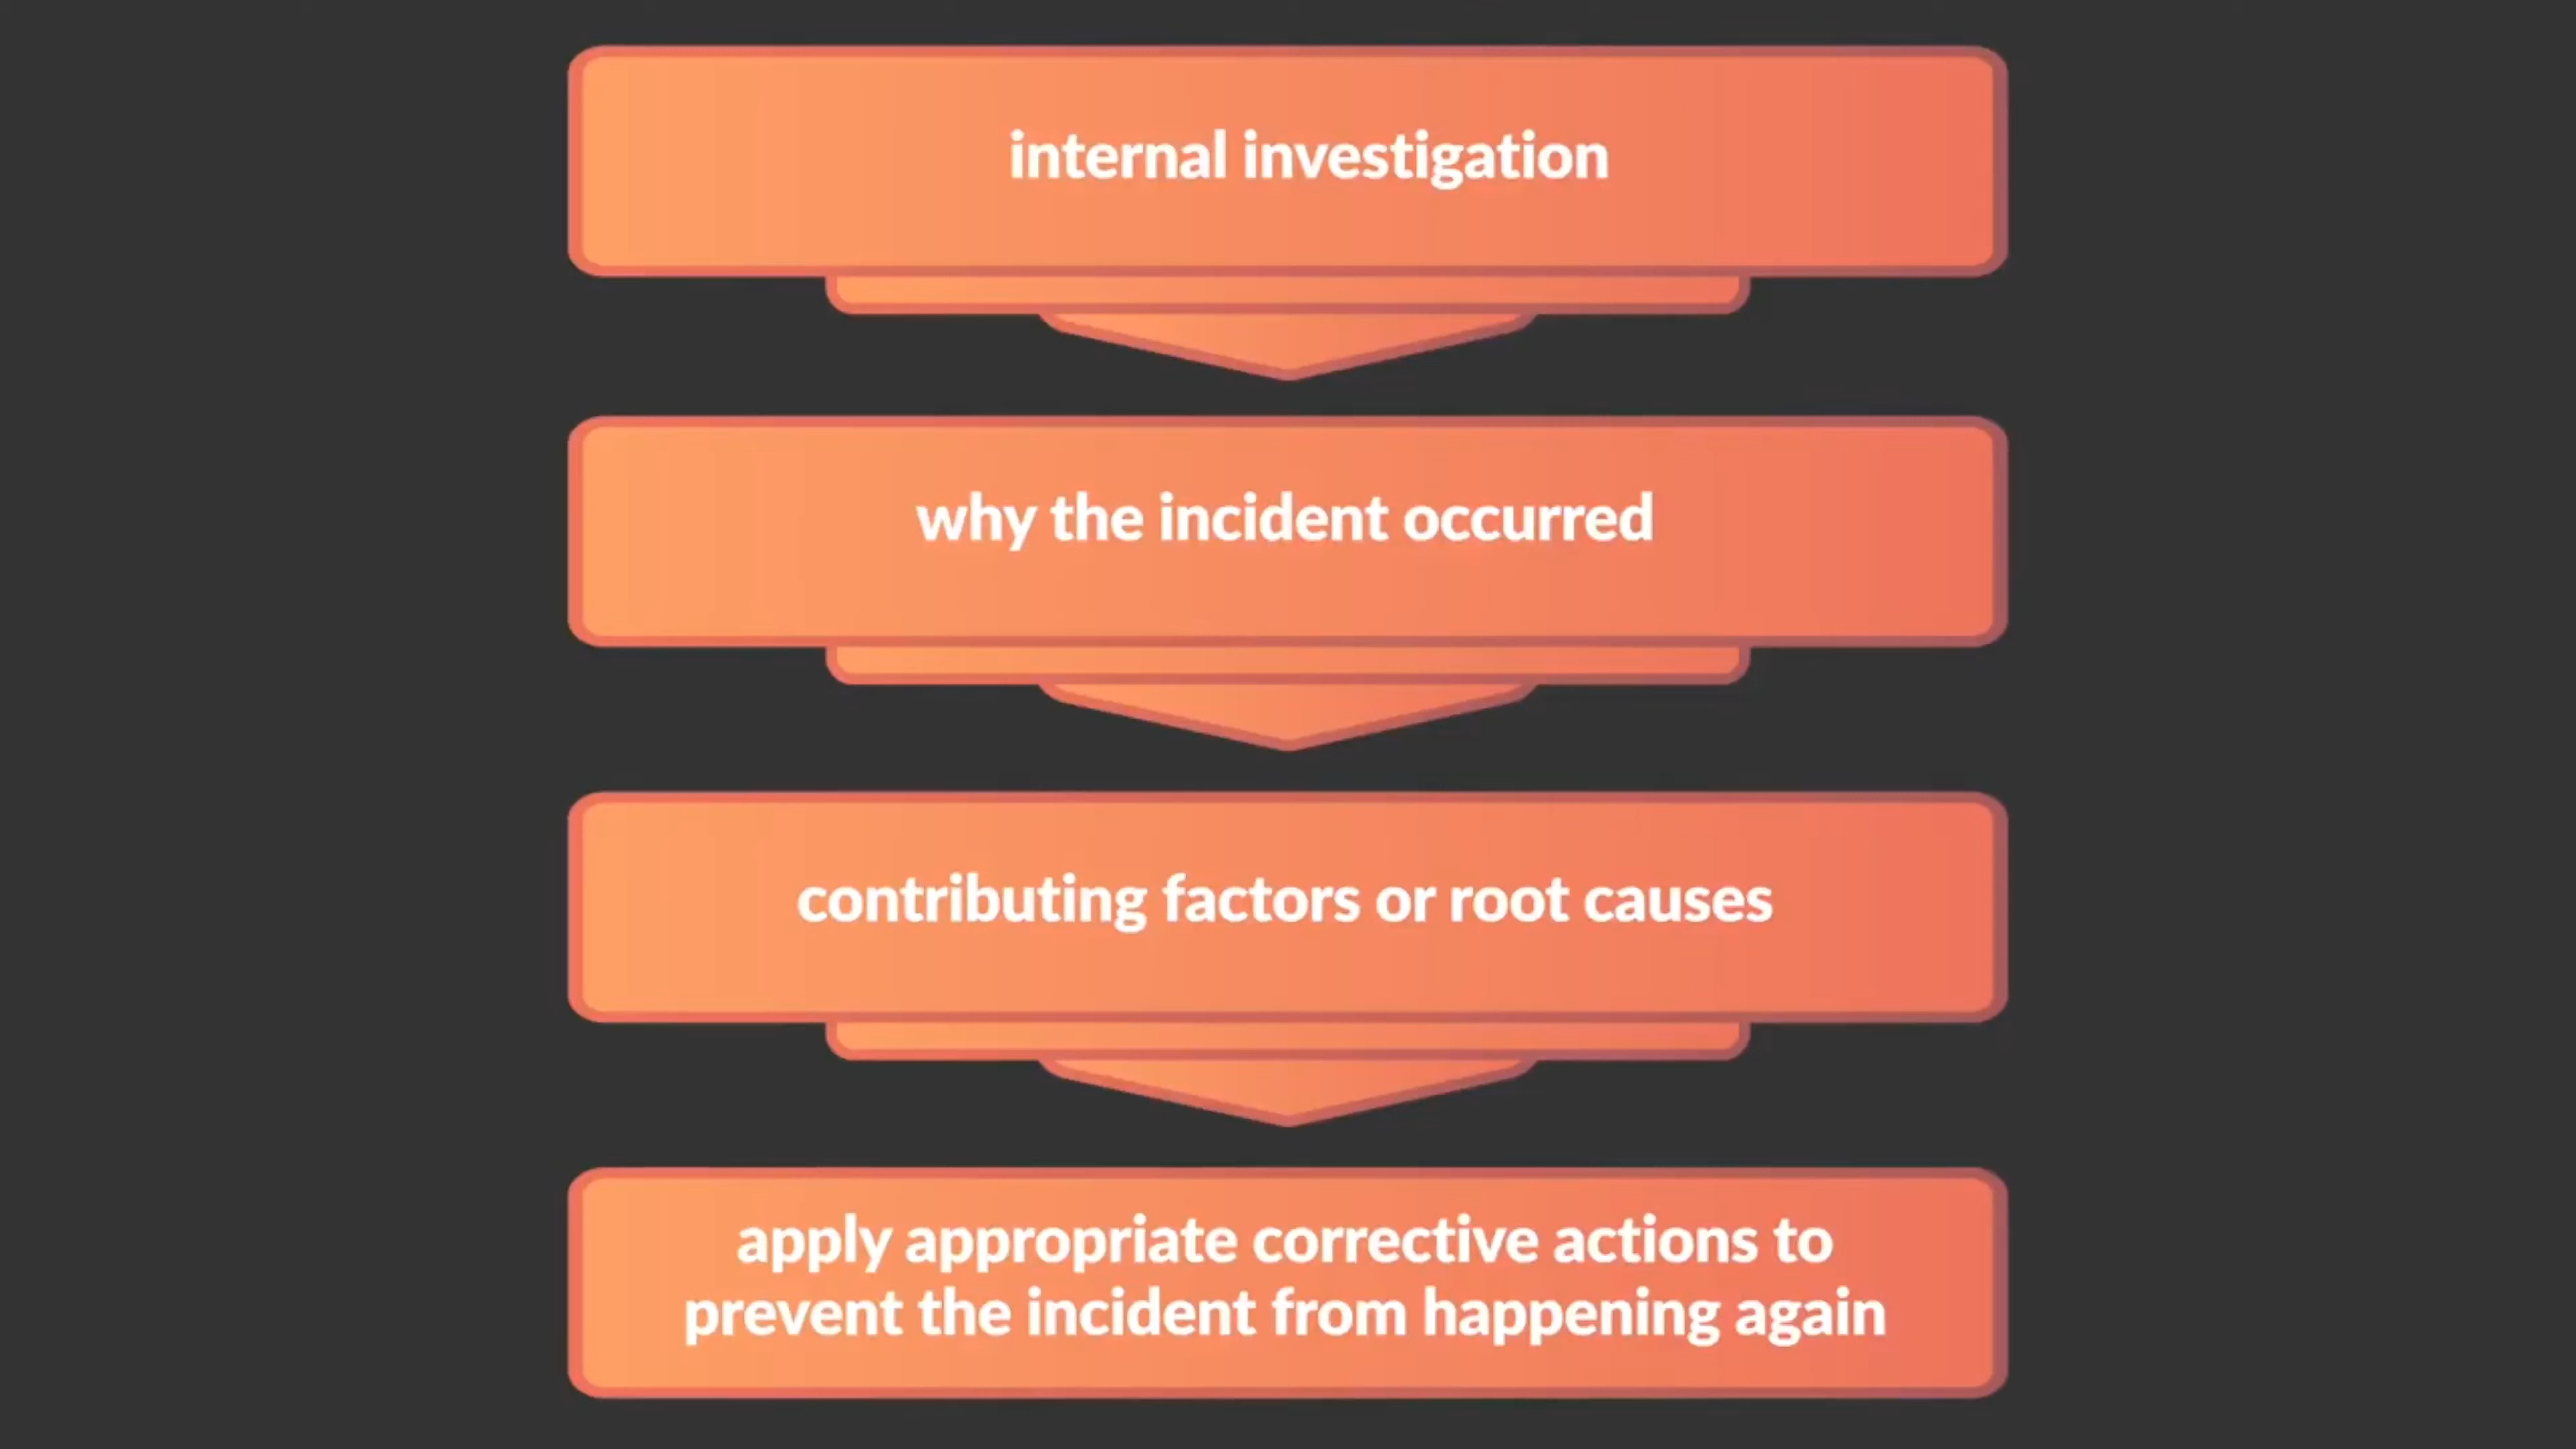 internal investigation
why the incident occurred
contributing factors or root causes
apply appropriate corrective actions to
prevent the incident from happening again